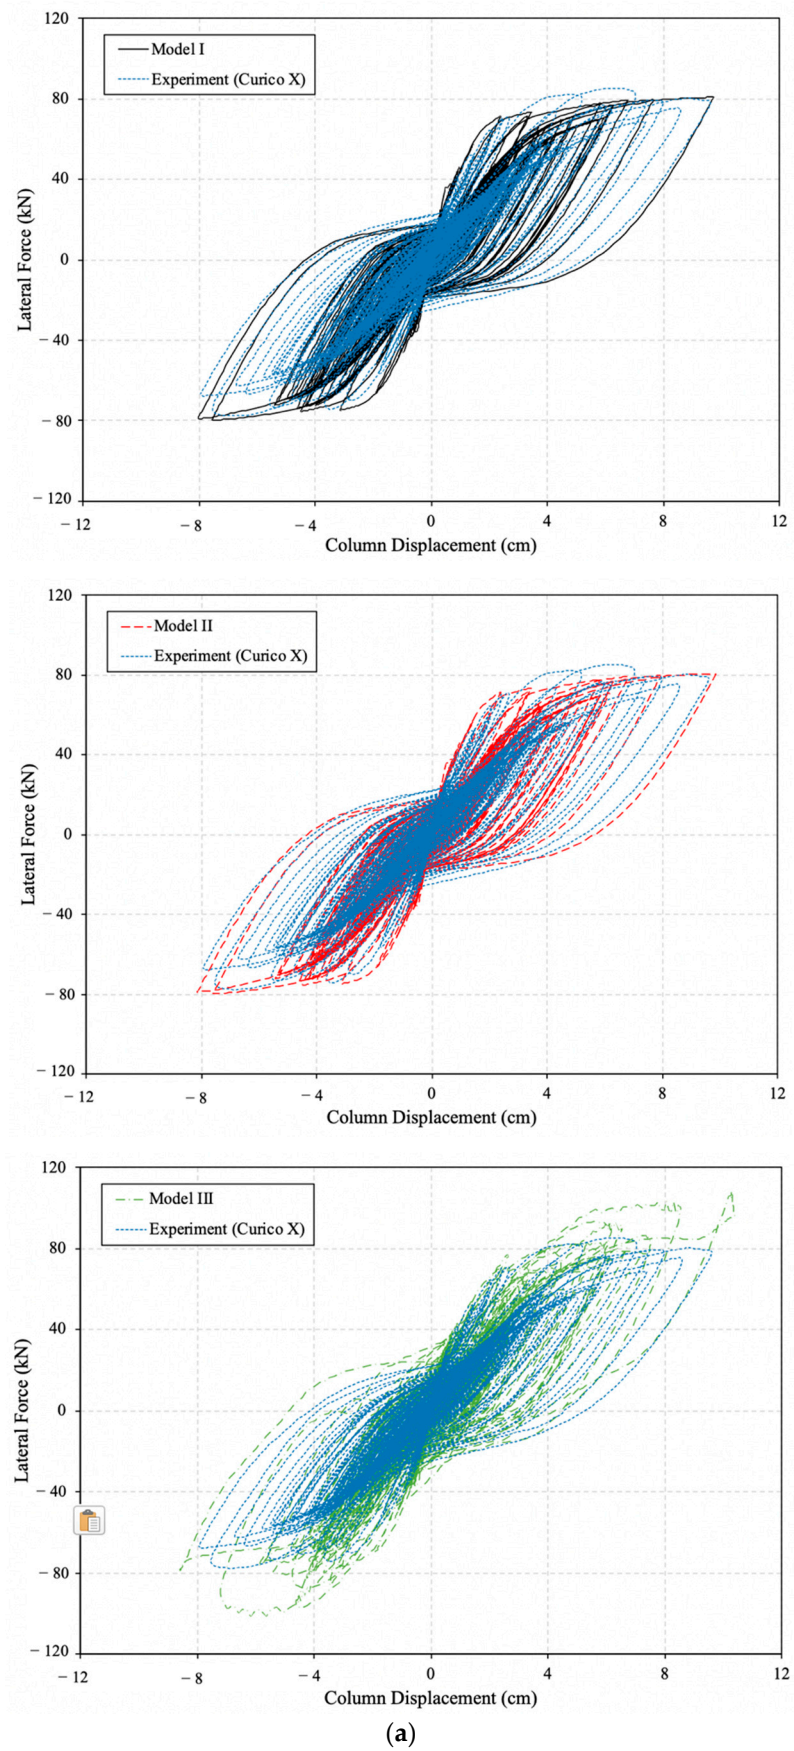 120
80
40
0
− 40
− 80
− 120
Lateral Force (kN)
Model I
Experiment (Curico X)
− 12 − 8 − 4 0 4 8 12
Column Displacement (cm)
120
80
40
0
− 40
− 80
− 120
Lateral Force (kN)
Model II
Experiment (Curico X)
− 12 − 8 − 4 0 4 8 12
Column Displacement (cm)
120
80
40
0
− 40
− 80
− 120
Lateral Force (kN)
Model III
Experiment (Curico X)
− 12 − 8 − 4 0 4 8 12
Column Displacement (cm)
(a)